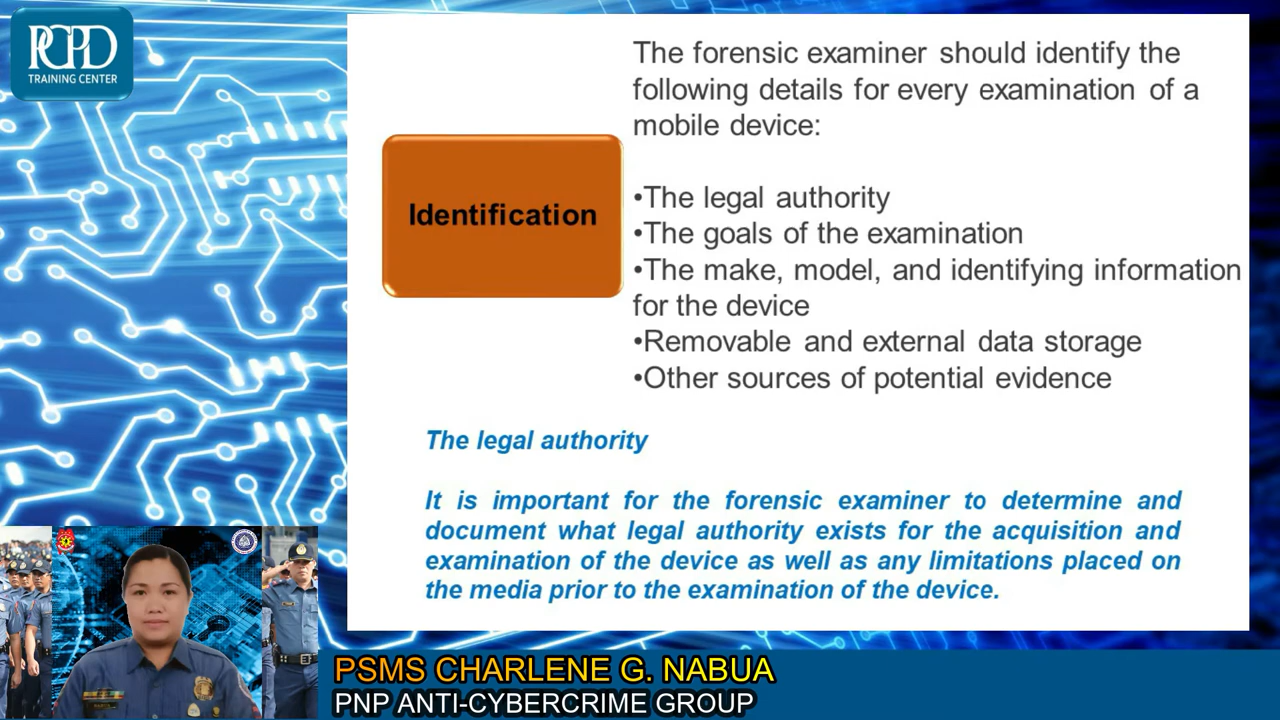 PCPD
TRAINING CENTER
The forensic examiner should identify the
following details for every examination of a
mobile device:
Identification
•The legal authority
•The goals of the examination
•The make, model, and identifying information
for the device
•Removable and external data storage
•Other sources of potential evidence
The legal authority
It is important for the forensic examiner to determine and
document what legal authority exists for the acquisition and
examination of the device as well as any limitations placed on
the media prior to the examination of the device.
PSMS CHARLENE G. NABUA
PNP ANTI-CYBERCRIME GROUP